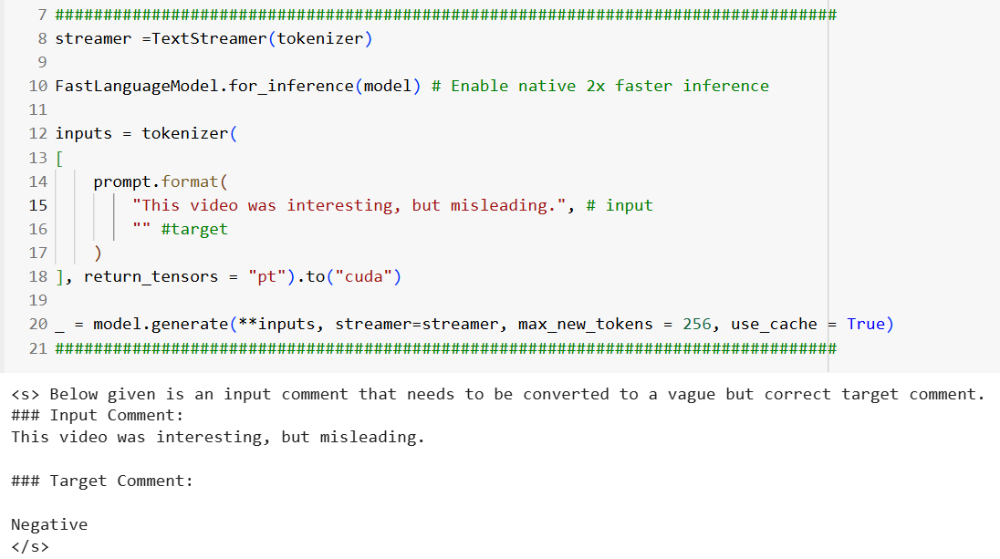 7 #################################################################################
8 streamer =TextStreamer(tokenizer)
9
10 FastLanguageModel.for_inference(model) # Enable native 2x faster inference
11
12 inputs = tokenizer(
13 [
14     prompt.format(
15         "This video was interesting, but misleading.", # input
16         "" #target
17     )
18 ], return_tensors = "pt").to("cuda")
19
20 _ = model.generate(**inputs, streamer=streamer, max_new_tokens = 256, use_cache = True)
21 #################################################################################
<s> Below given is an input comment that needs to be converted to a vague but correct target comment.
### Input Comment:
This video was interesting, but misleading.
### Target Comment:
Negative
</s>